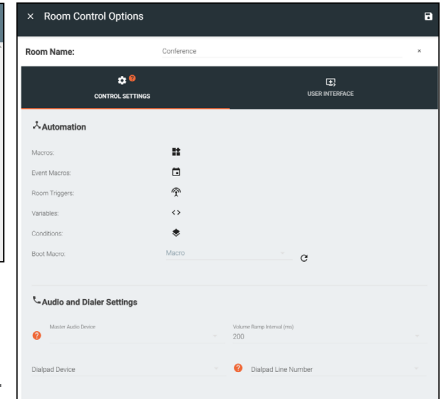 × Room Control Options
Room Name: Conference ×
CONTROL SETTINGS
USER INTERFACE
Automation
Macros:
Event Macros:
Room Triggers:
Variables:
Conditions:
Boot Macro: Macro
Audio and Dialer Settings
Master Audio Device
Volume Ramp Interval (ms)
200
Dialpad Device
Dialpad Line Number